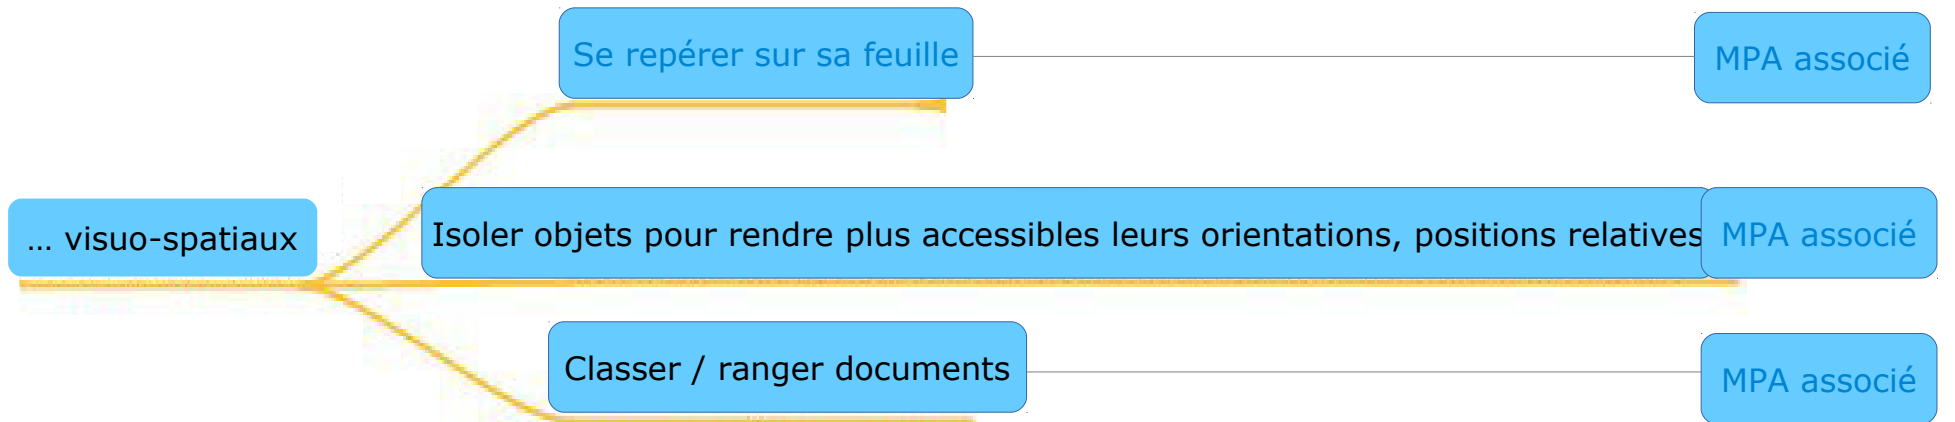 Se repérer sur sa feuille
MPA associé
… visuo-spatiaux
Isoler objets pour rendre plus accessibles leurs orientations, positions relatives
MPA associé
Classer / ranger documents
MPA associé